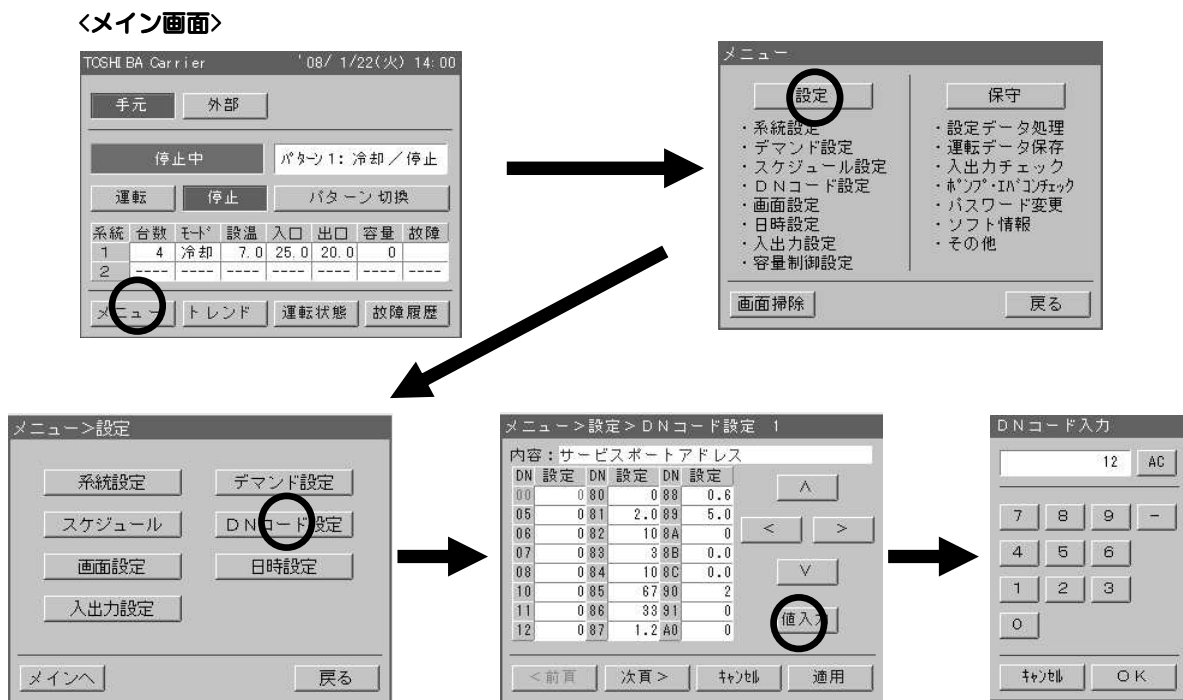 <メイン画面>
TOSHIBA Carrier '08/ 1/22(火) 14:00
手元 外部
停止中 パターン1: 冷却／停止
運転 停止 パターン切換
系統 台数 モード 設温 入口 出口 容量 故障
1 4 冷却 7.0 25.0 20.0 0
2 ---- ---- ---- ---- ---- ---- ----
メニュー トレンド 運転状態 故障履歴
メニュー
設定 保守
・系統設定 ・設定データ処理
・デマンド設定 ・運転データ保存
・スケジュール設定 ・入出力チェック
・ＤＮコード設定 ・ポンプ・エバコンチェック
・画面設定 ・パスワード変更
・日時設定 ・ソフト情報
・入出力設定 ・その他
・容量制御設定
画面掃除 戻る
メニュー>設定
系統設定 デマンド設定
スケジュール ＤＮコード設定
画面設定 日時設定
入出力設定
メインへ 戻る
メニュー>設定>ＤＮコード設定 1
内容：サービスポートアドレス
DN 設定 DN 設定 DN 設定
00 0 80 0 88 0.6
05 0 81 2.0 89 5.0
06 0 82 10 8A 0
07 0 83 3 8B 0.0
08 0 84 10 8C 0.0
10 0 85 67 90 2
11 0 86 33 91 0
12 0 87 1.2 A0 0
∧
< >
∨
値入力
<前頁 次頁> キャンセル 適用
ＤＮコード入力
12 AC
7 8 9 －
4 5 6
1 2 3
0
キャンセル ＯＫ